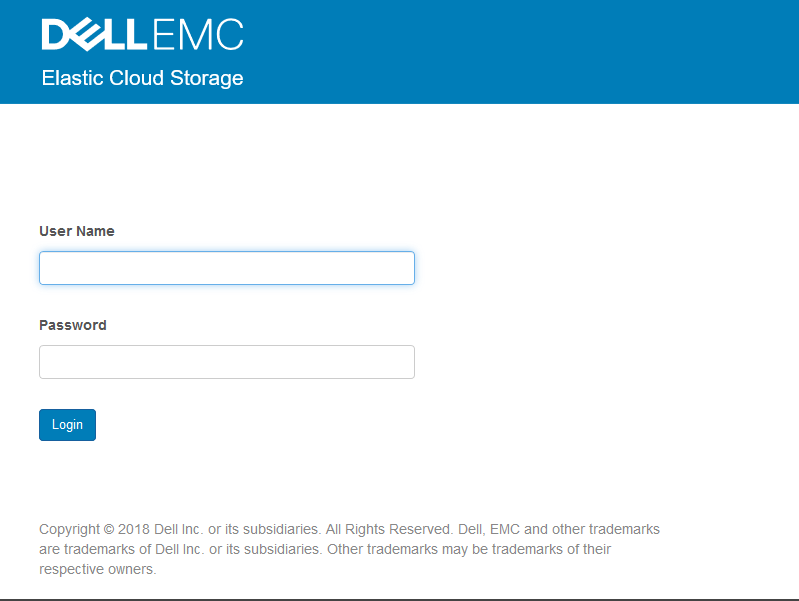 DELLEMC
Elastic Cloud Storage
User Name
Password
Login
Copyright © 2018 Dell Inc. or its subsidiaries. All Rights Reserved. Dell, EMC and other trademarks
are trademarks of Dell Inc. or its subsidiaries. Other trademarks may be trademarks of their
respective owners.